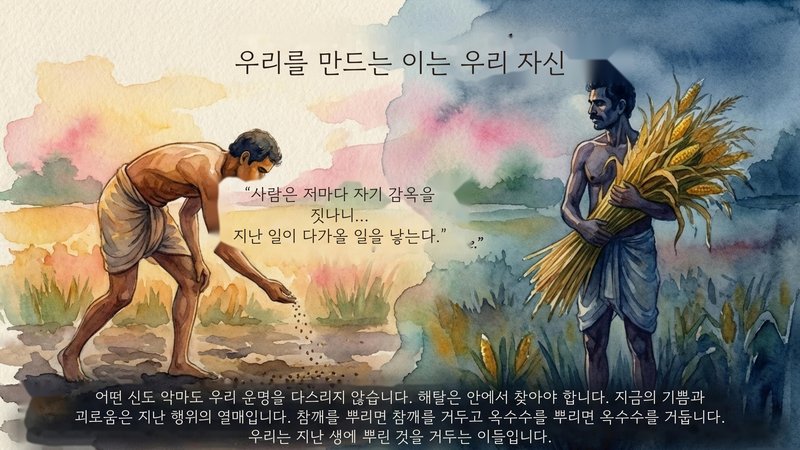 우리를 만드는 이는 우리 자신
“사람은 저마다 자기 감옥을
짓나니...
지난 일이 다가올 일을 낳는다.”
어떤 신도 악마도 우리 운명을 다스리지 않습니다. 해탈은 안에서 찾아야 합니다. 지금의 기쁨과
괴로움은 지난 행위의 열매입니다. 참깨를 뿌리면 참깨를 거두고 옥수수를 뿌리면 옥수수를 거둡니다.
우리는 지난 생에 뿌린 것을 거두는 이들입니다.